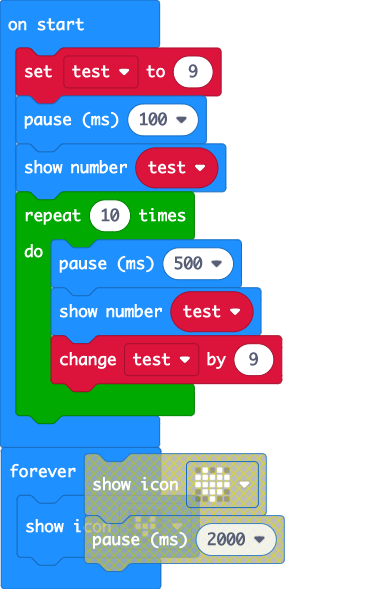 on start
set test to 9
pause (ms) 100
show number test
repeat 10 times
do
pause (ms) 500
show number test
change test by 9
forever
show icon
show
pause (ms) 2000